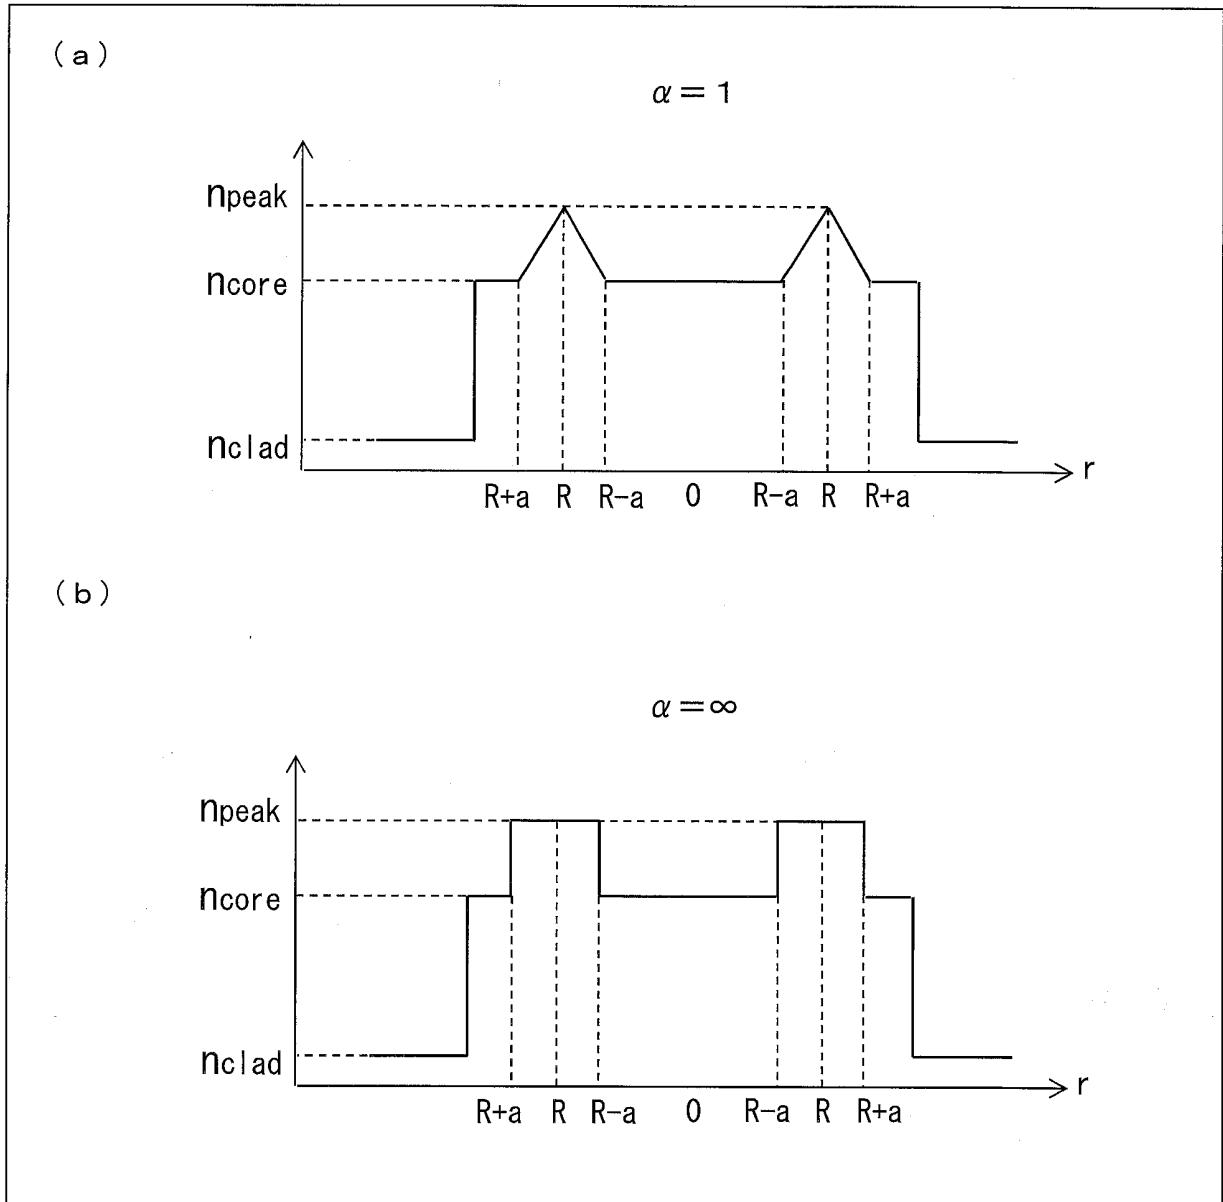 (a)
α=1
npeak
ncore
nclad
R+a R R-a 0 R-a R R+a
r
(b)
α=∞
npeak
ncore
nclad
R+a R R-a 0 R-a R R+a
r